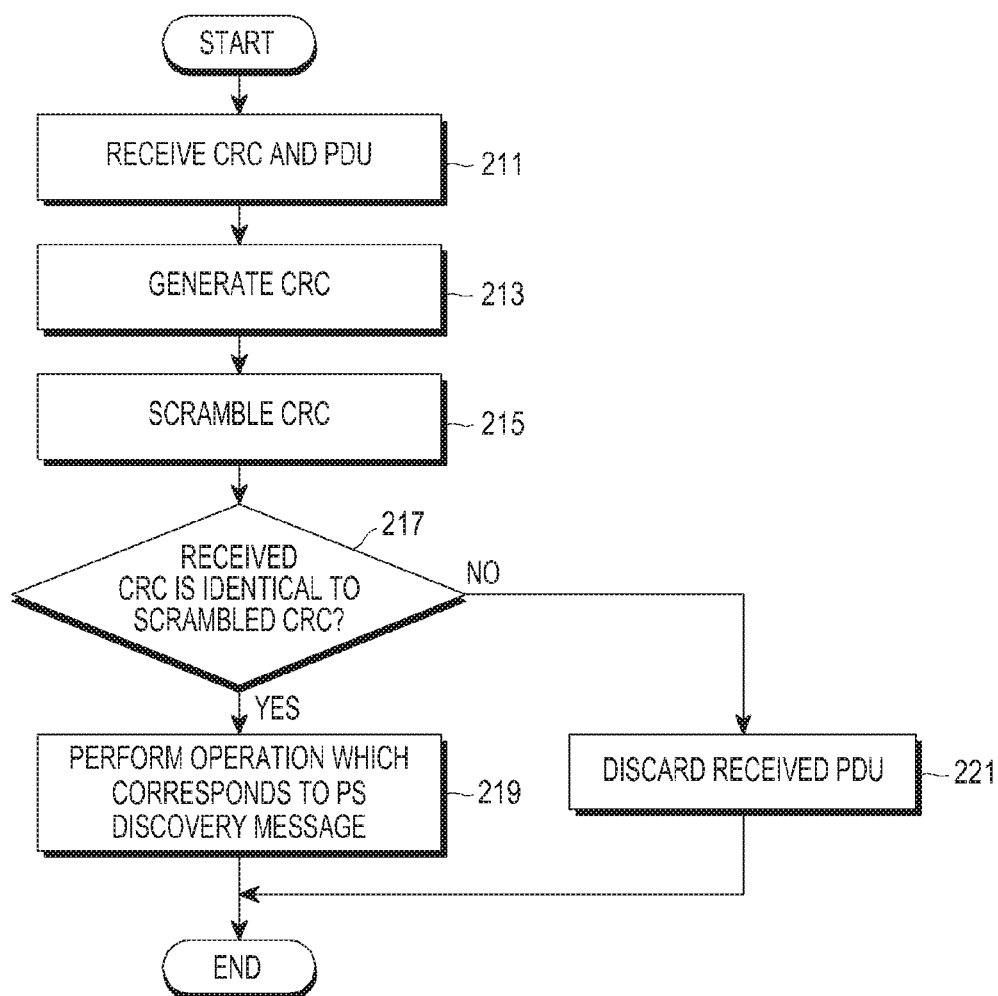 START
RECEIVE CRC AND PDU
211
GENERATE CRC
213
SCRAMBLE CRC
215
217
RECEIVED
CRC IS IDENTICAL TO
SCRAMBLED CRC?
NO
YES
PERFORM OPERATION WHICH
CORRESPONDS TO PS
DISCOVERY MESSAGE
219
DISCARD RECEIVED PDU
221
END